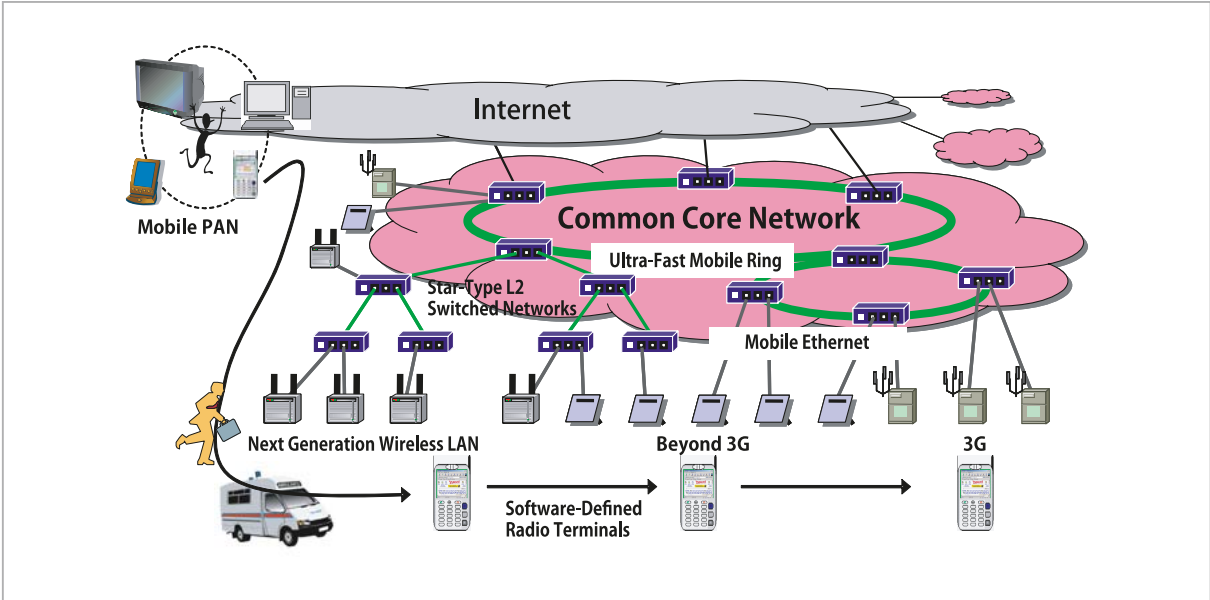 Internet
Mobile PAN
Common Core Network
Ultra-Fast Mobile Ring
Star-Type L2
Switched Networks
Mobile Ethernet
Next Generation Wireless LAN
Beyond 3G
3G
Software-Defined
Radio Terminals